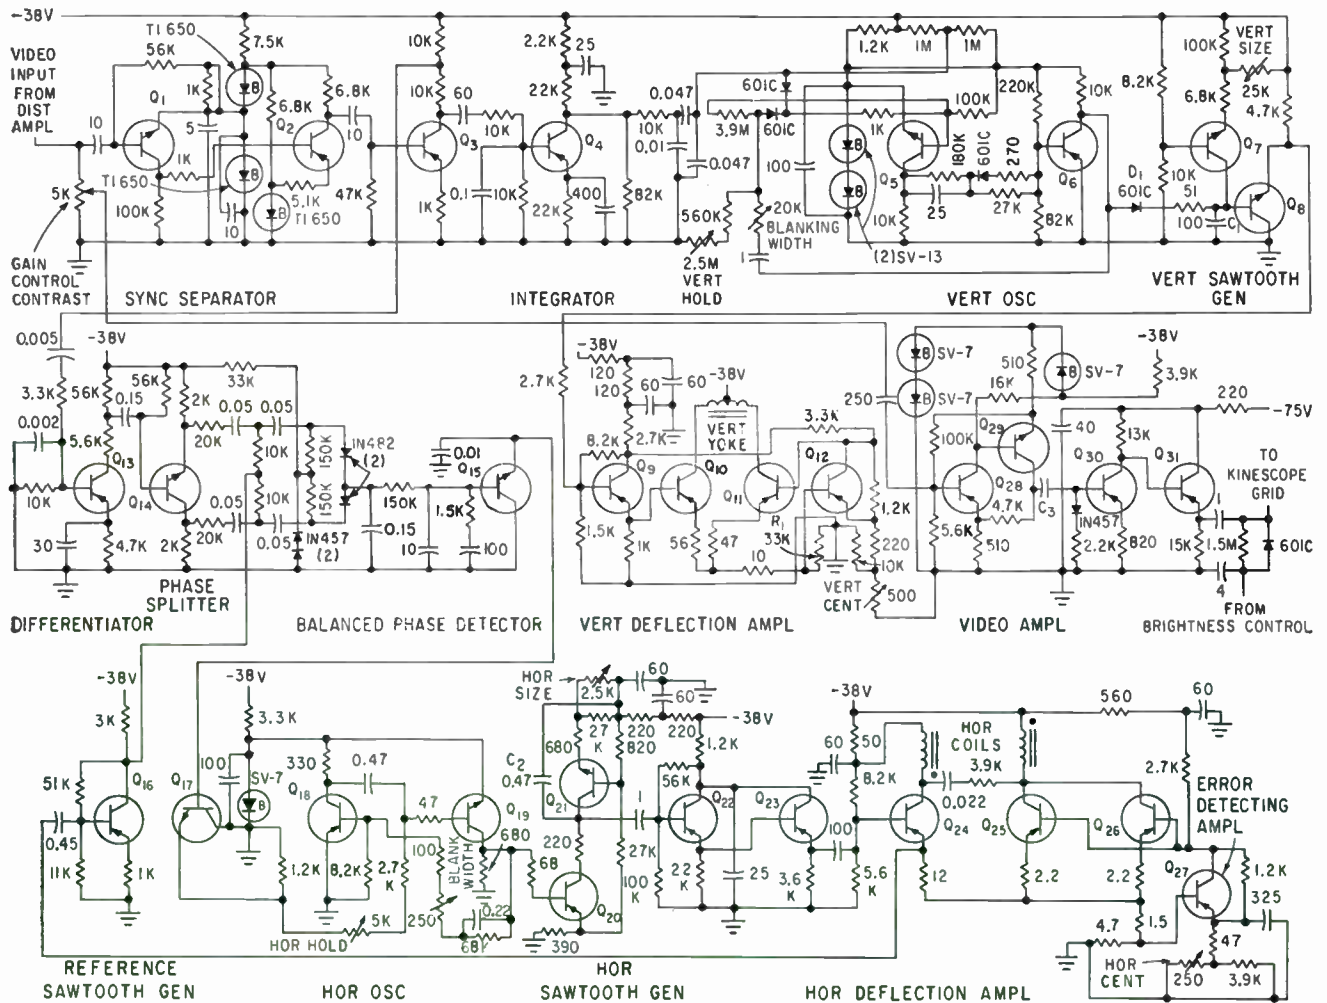 -38V
VIDEO
INPUT
FROM
DIST
AMPL
TI 650
56K
1K
7.5K
6.8K
6.8K
10
Q1
5
1K
TI 650
100K
10
5K
10
Q2
5.1K
TI 650
47K
GAIN
CONTROL
CONTRAST
SYNC SEPARATOR
10K
10K
60
10K
Q3
0.1
10K
1K
2.2K
25
22K
Q4
22K
400
82K
10K
0.01
0.047
0.047
INTEGRATOR
3.9M
601C
601C
560K
2.5M
VERT
HOLD
20K
BLANKING
WIDTH
1
100
1.2K
1M
1M
1K
100K
220K
10K
Q5
180K
601C
270
25
27K
10K
82K
Q6
(2)SV-13
VERT OSC
D1
601C
8.2K
10K
51
100
C1
100K
6.8K
VERT
SIZE
25K
4.7K
Q7
Q8
VERT SAWTOOTH
GEN
0.005
3.3K
0.002
10K
30
-38V
56K
5.6K
Q13
4.7K
0.15
56K
2K
Q14
2K
33K
20K
0.05
0.05
10K
10K
20K
0.05
0.05
150K
150K
1N482
(2)
1N457
(2)
150K
0.15
0.01
Q15
1.5K
10
100
DIFFERENTIATOR
PHASE
SPLITTER
BALANCED PHASE DETECTOR
2.7K
-38V
120
120
60
60
8.2K
2.7K
Q9
1.5K
1K
-38V
VERT
YOKE
Q10
Q11
56
47
10
R1
33K
3.3K
Q12
1.2K
220
10K
VERT
CENT
500
VERT DEFLECTION AMPL
250
SV-7
SV-7
100K
5.6K
16K
510
Q29
Q28
4.7K
510
C3
SV-7
3.9K
-38V
40
1N457
2.2K
Q30
13K
820
Q31
15K
220
-75V
1
1.5M
4
601C
TO
KINESCOPE
GRID
FROM
BRIGHTNESS CONTROL
VIDEO AMPL
-38V
3K
51K
0.45
11K
Q16
1K
REFERENCE
SAWTOOTH GEN
Q17
-38V
3.3K
100
SV-7
1.2K
330
Q18
8.2K
0.47
2.7K
47
5K
HOR HOLD
100
250
BLANK
WIDTH
Q19
680
0.22
68K
HOR OSC
HOR
SIZE
2.5K
60
60
27K
220
220
-38V
680
820
C2
0.47
Q21
220
68
Q20
390
27K
1
100K
56K
1.2K
Q22
22K
25
Q23
3.6K
100
HOR
SAWTOOTH GEN
-38V
60
50
8.2K
5.6K
Q24
12
HOR
COILS
3.9K
0.022
Q25
2.2
Q26
2.2
1.5
560
60
2.7K
ERROR
DETECTING
AMPL
Q27
1.2K
325
47
4.7
HOR
CENT
250
3.9K
HOR DEFLECTION AMPL